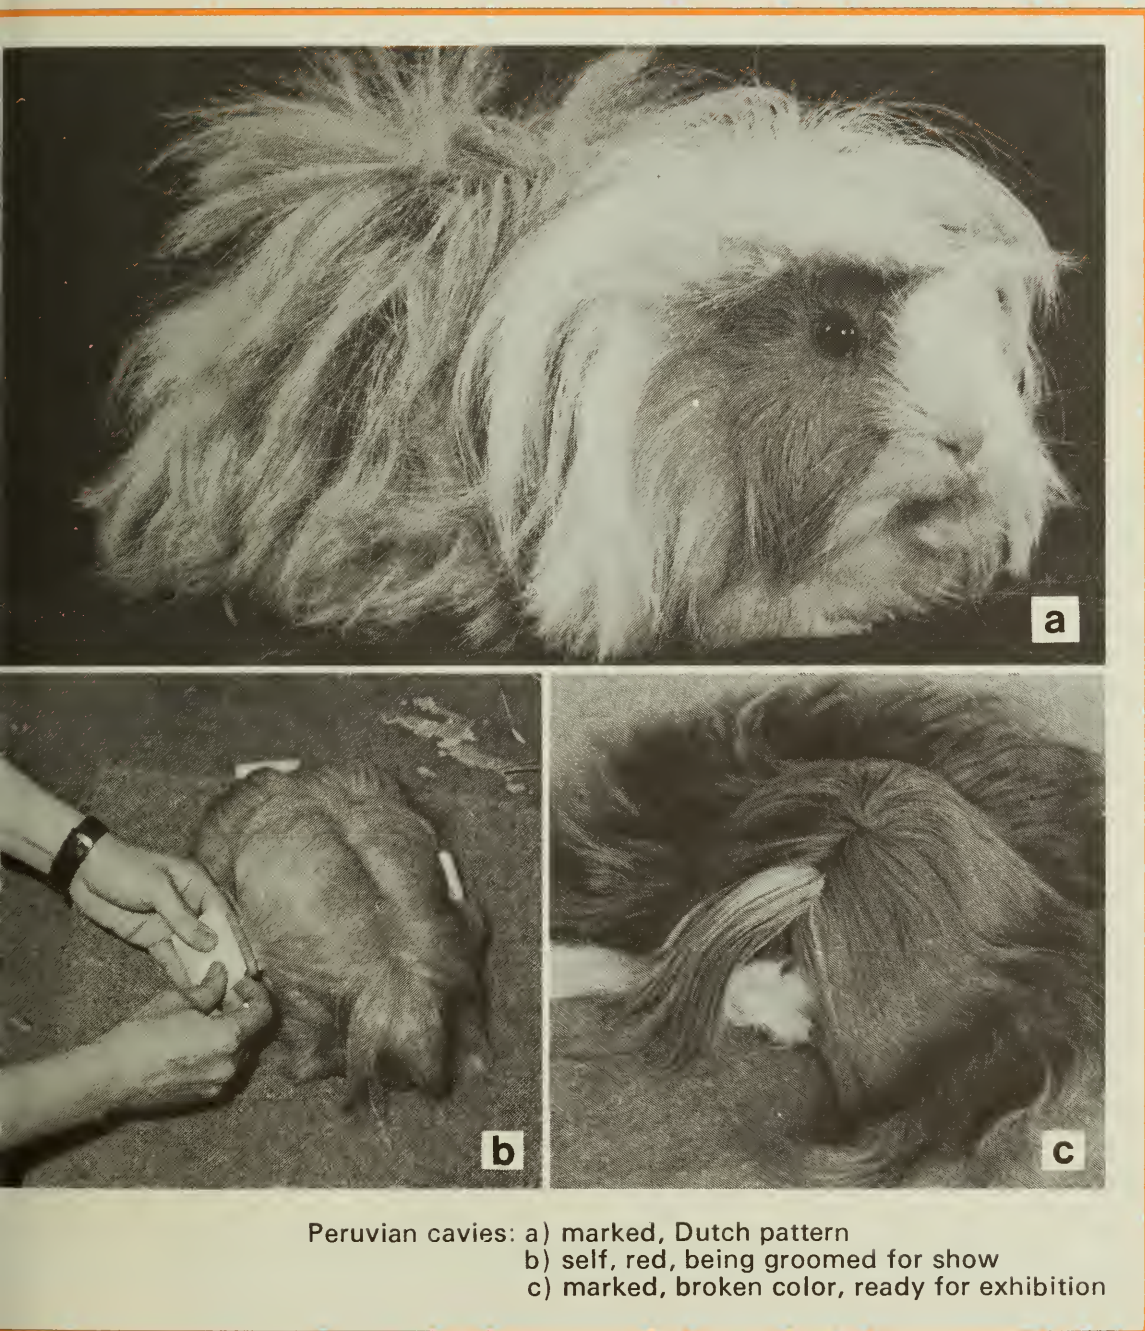 a
b
c
Peruvian cavies: a) marked, Dutch pattern
b) self, red, being groomed for show
c) marked, broken color, ready for exhibition